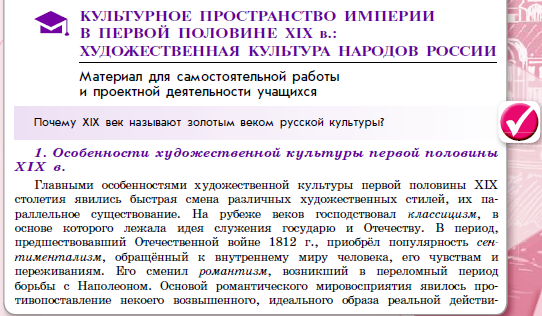 КУЛЬТУРНОЕ ПРОСТРАНСТВО ИМПЕРИИ
В ПЕРВОЙ ПОЛОВИНЕ XIX в.:
ХУДОЖЕСТВЕННАЯ КУЛЬТУРА НАРОДОВ РОССИИ
Материал для самостоятельной работы
и проектной деятельности учащихся
Почему XIX век называют золотым веком русской культуры?
1. Особенности художественной культуры первой половины
XIX в.
Главными особенностями художественной культуры первой половины XIX
столетия явились быстрая смена различных художественных стилей, их па-
раллельное существование. На рубеже веков господствовал классицизм, в
основе которого лежала идея служения государю и Отечеству. В период,
предшествовавший Отечественной войне 1812 г., приобрёл популярность сен-
тиментализм, обращённый к внутреннему миру человека, его чувствам и
переживаниям. Его сменил романтизм, возникший в переломный период
борьбы с Наполеоном. Основой романтического мировосприятия явилось про-
тивопоставление некоего возвышенного, идеального образа реальной действи-